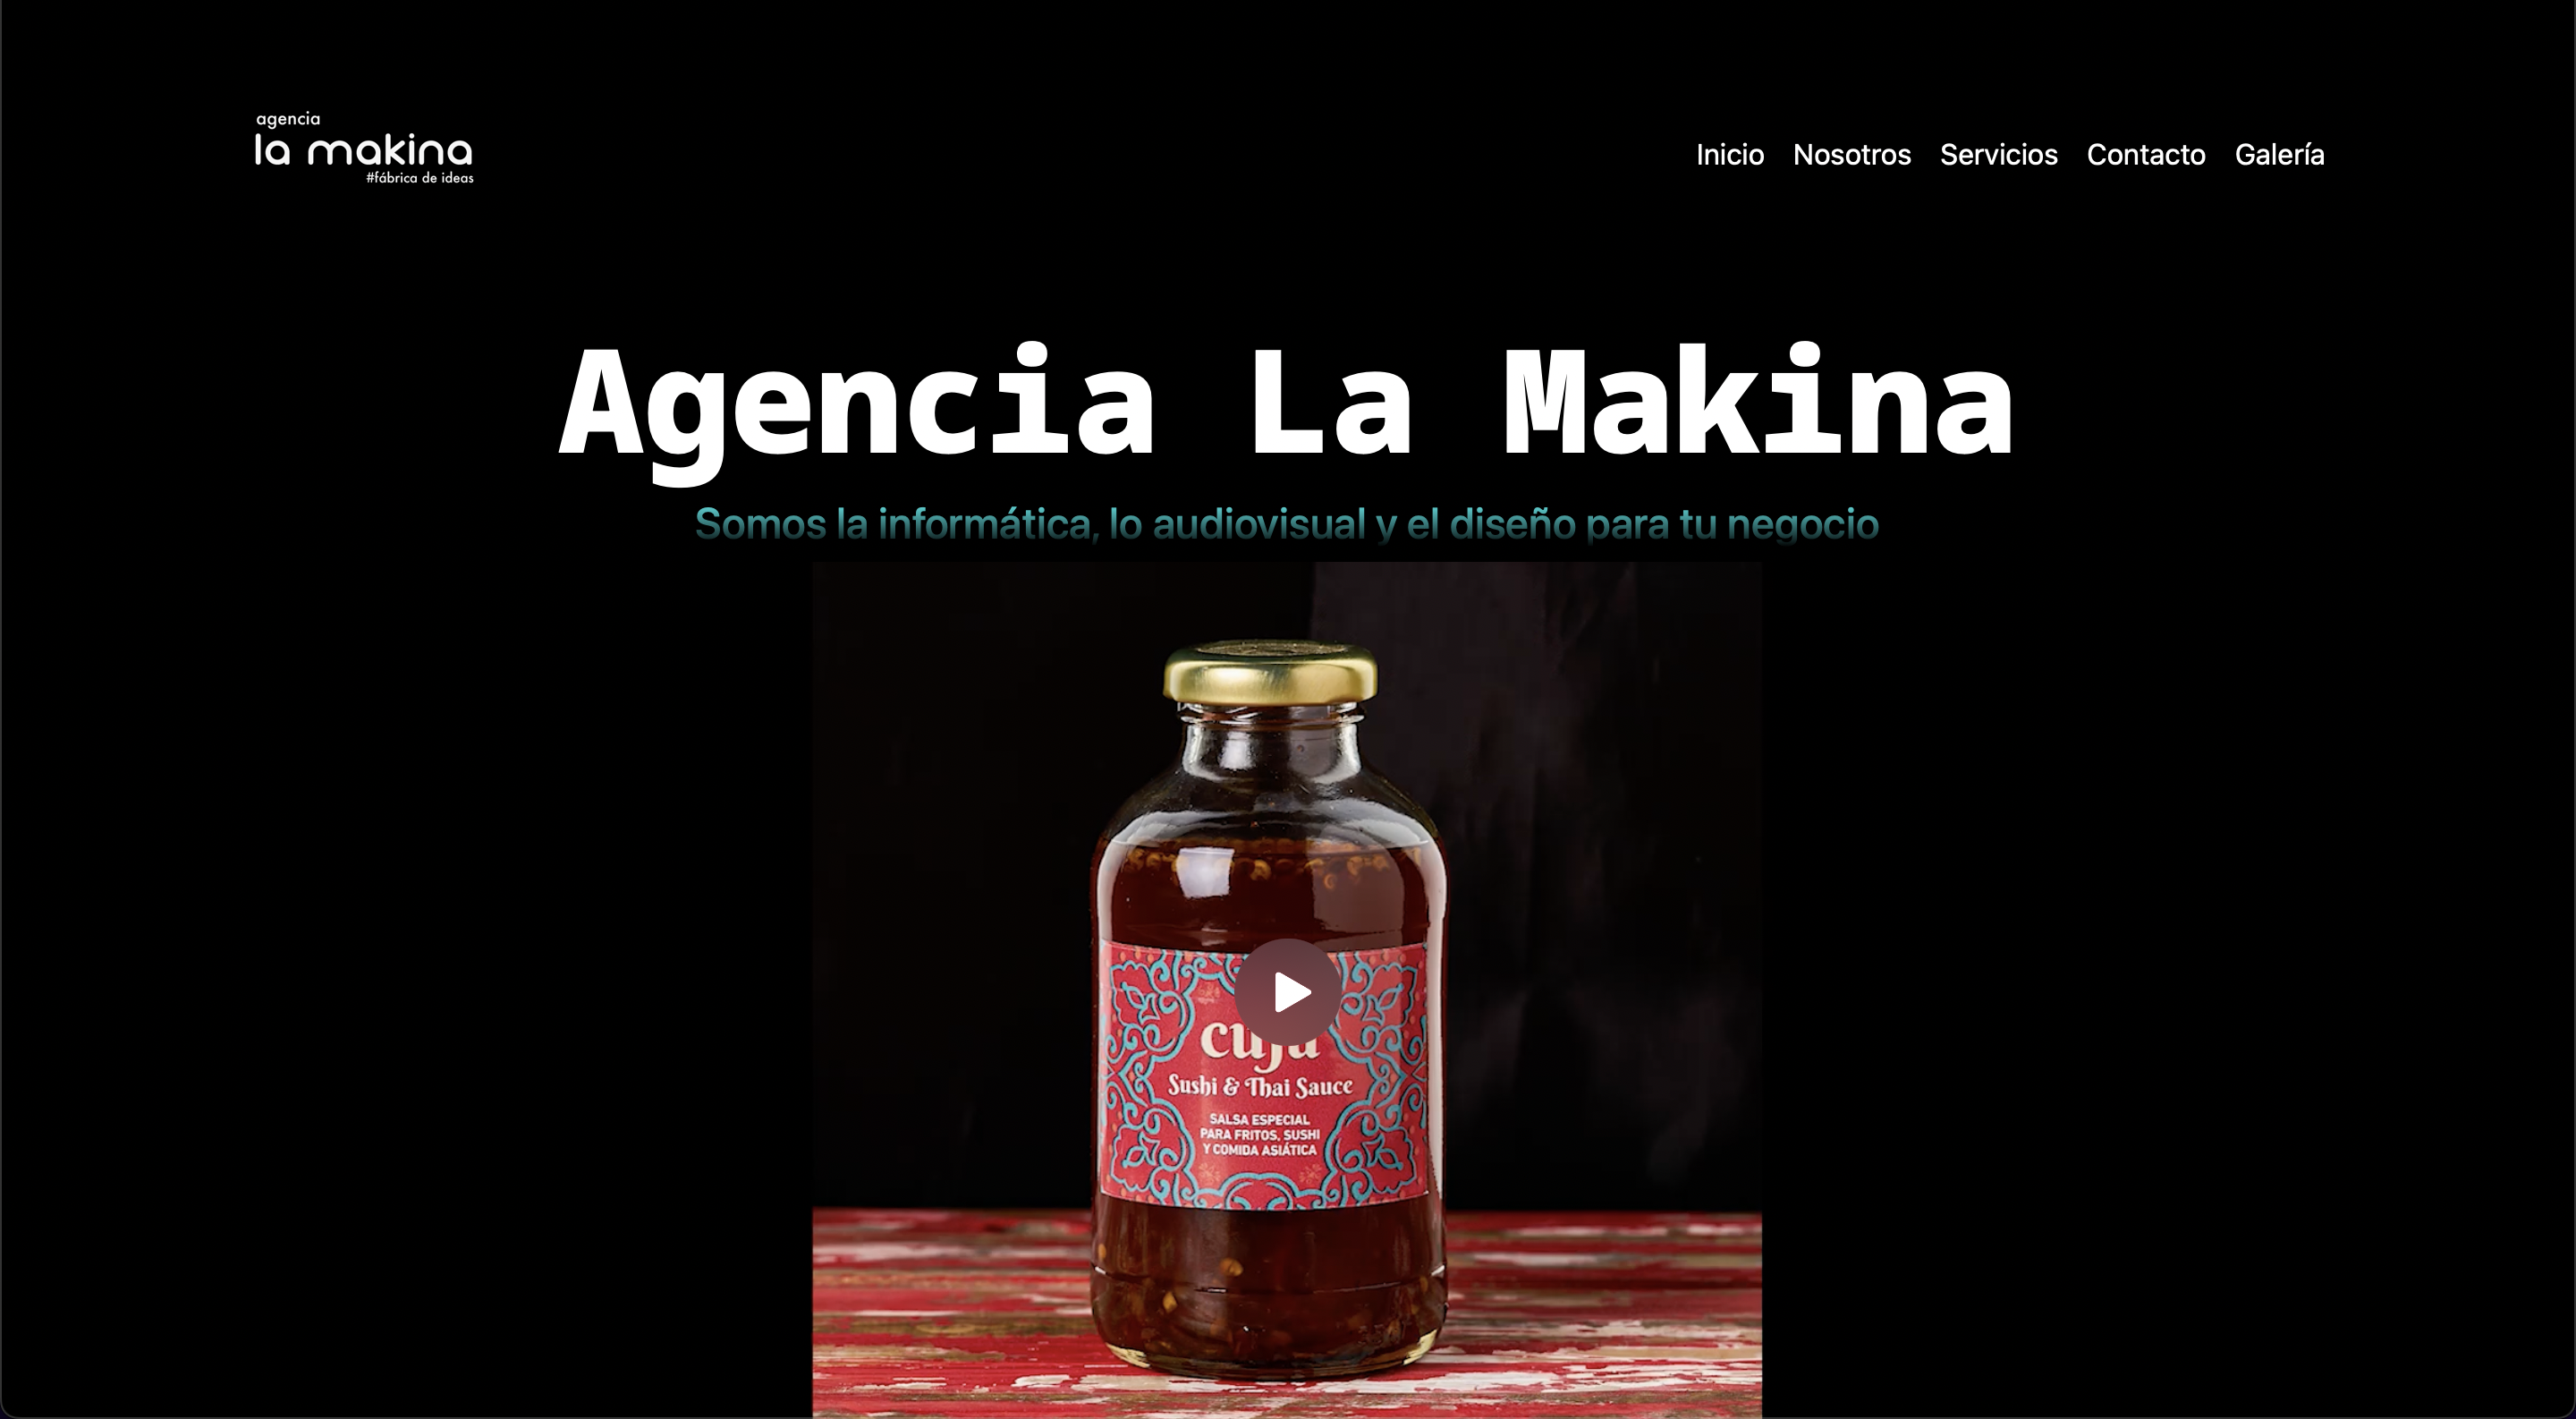 agencia
la makina
#fábrica de ideas
Inicio Nosotros Servicios Contacto Galería
Agencia La Makina
Somos la informática, lo audiovisual y el diseño para tu negocio
Sushi & Thai Sauce
SALSA ESPECIAL
PARA FRITOS, SUSHI
Y COMIDA ASIÁTICA